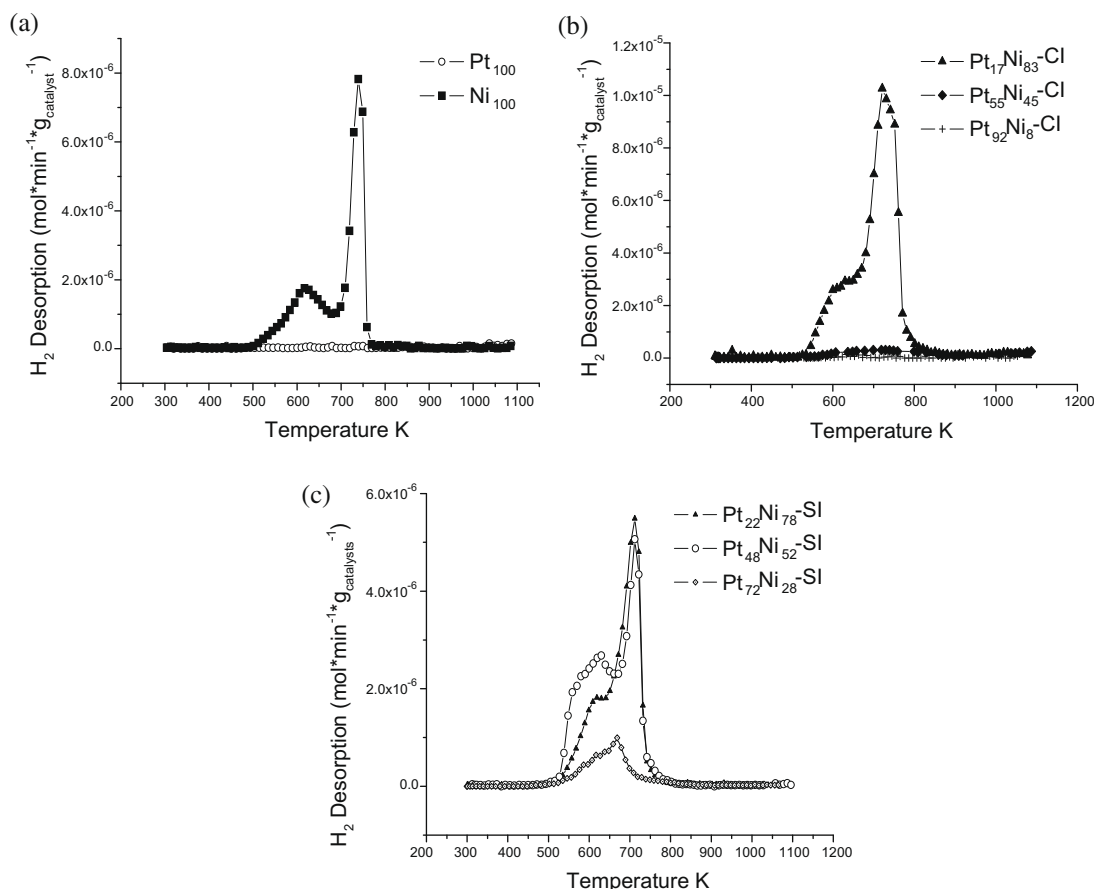 (a)
Pt100
Ni100
H2 Desorption (mol*min-1*gcatalyst-1)
8.0x10-6
6.0x10-6
4.0x10-6
2.0x10-6
0.0
200 300 400 500 600 700 800 900 1000 1100
Temperature K
(b)
Pt17Ni83-CI
Pt55Ni45-CI
Pt92Ni8-CI
H2 Desorption (mol*min-1*gcatalyst-1)
1.2x10-5
1.0x10-5
8.0x10-6
6.0x10-6
4.0x10-6
2.0x10-6
0.0
200 400 600 800 1000 1200
Temperature K
(c)
Pt22Ni78-SI
Pt48Ni52-SI
Pt72Ni28-SI
H2 Desorption (mol*min-1*gcatalysts-1)
6.0x10-6
4.0x10-6
2.0x10-6
0.0
200 300 400 500 600 700 800 900 1000 1100 1200
Temperature K